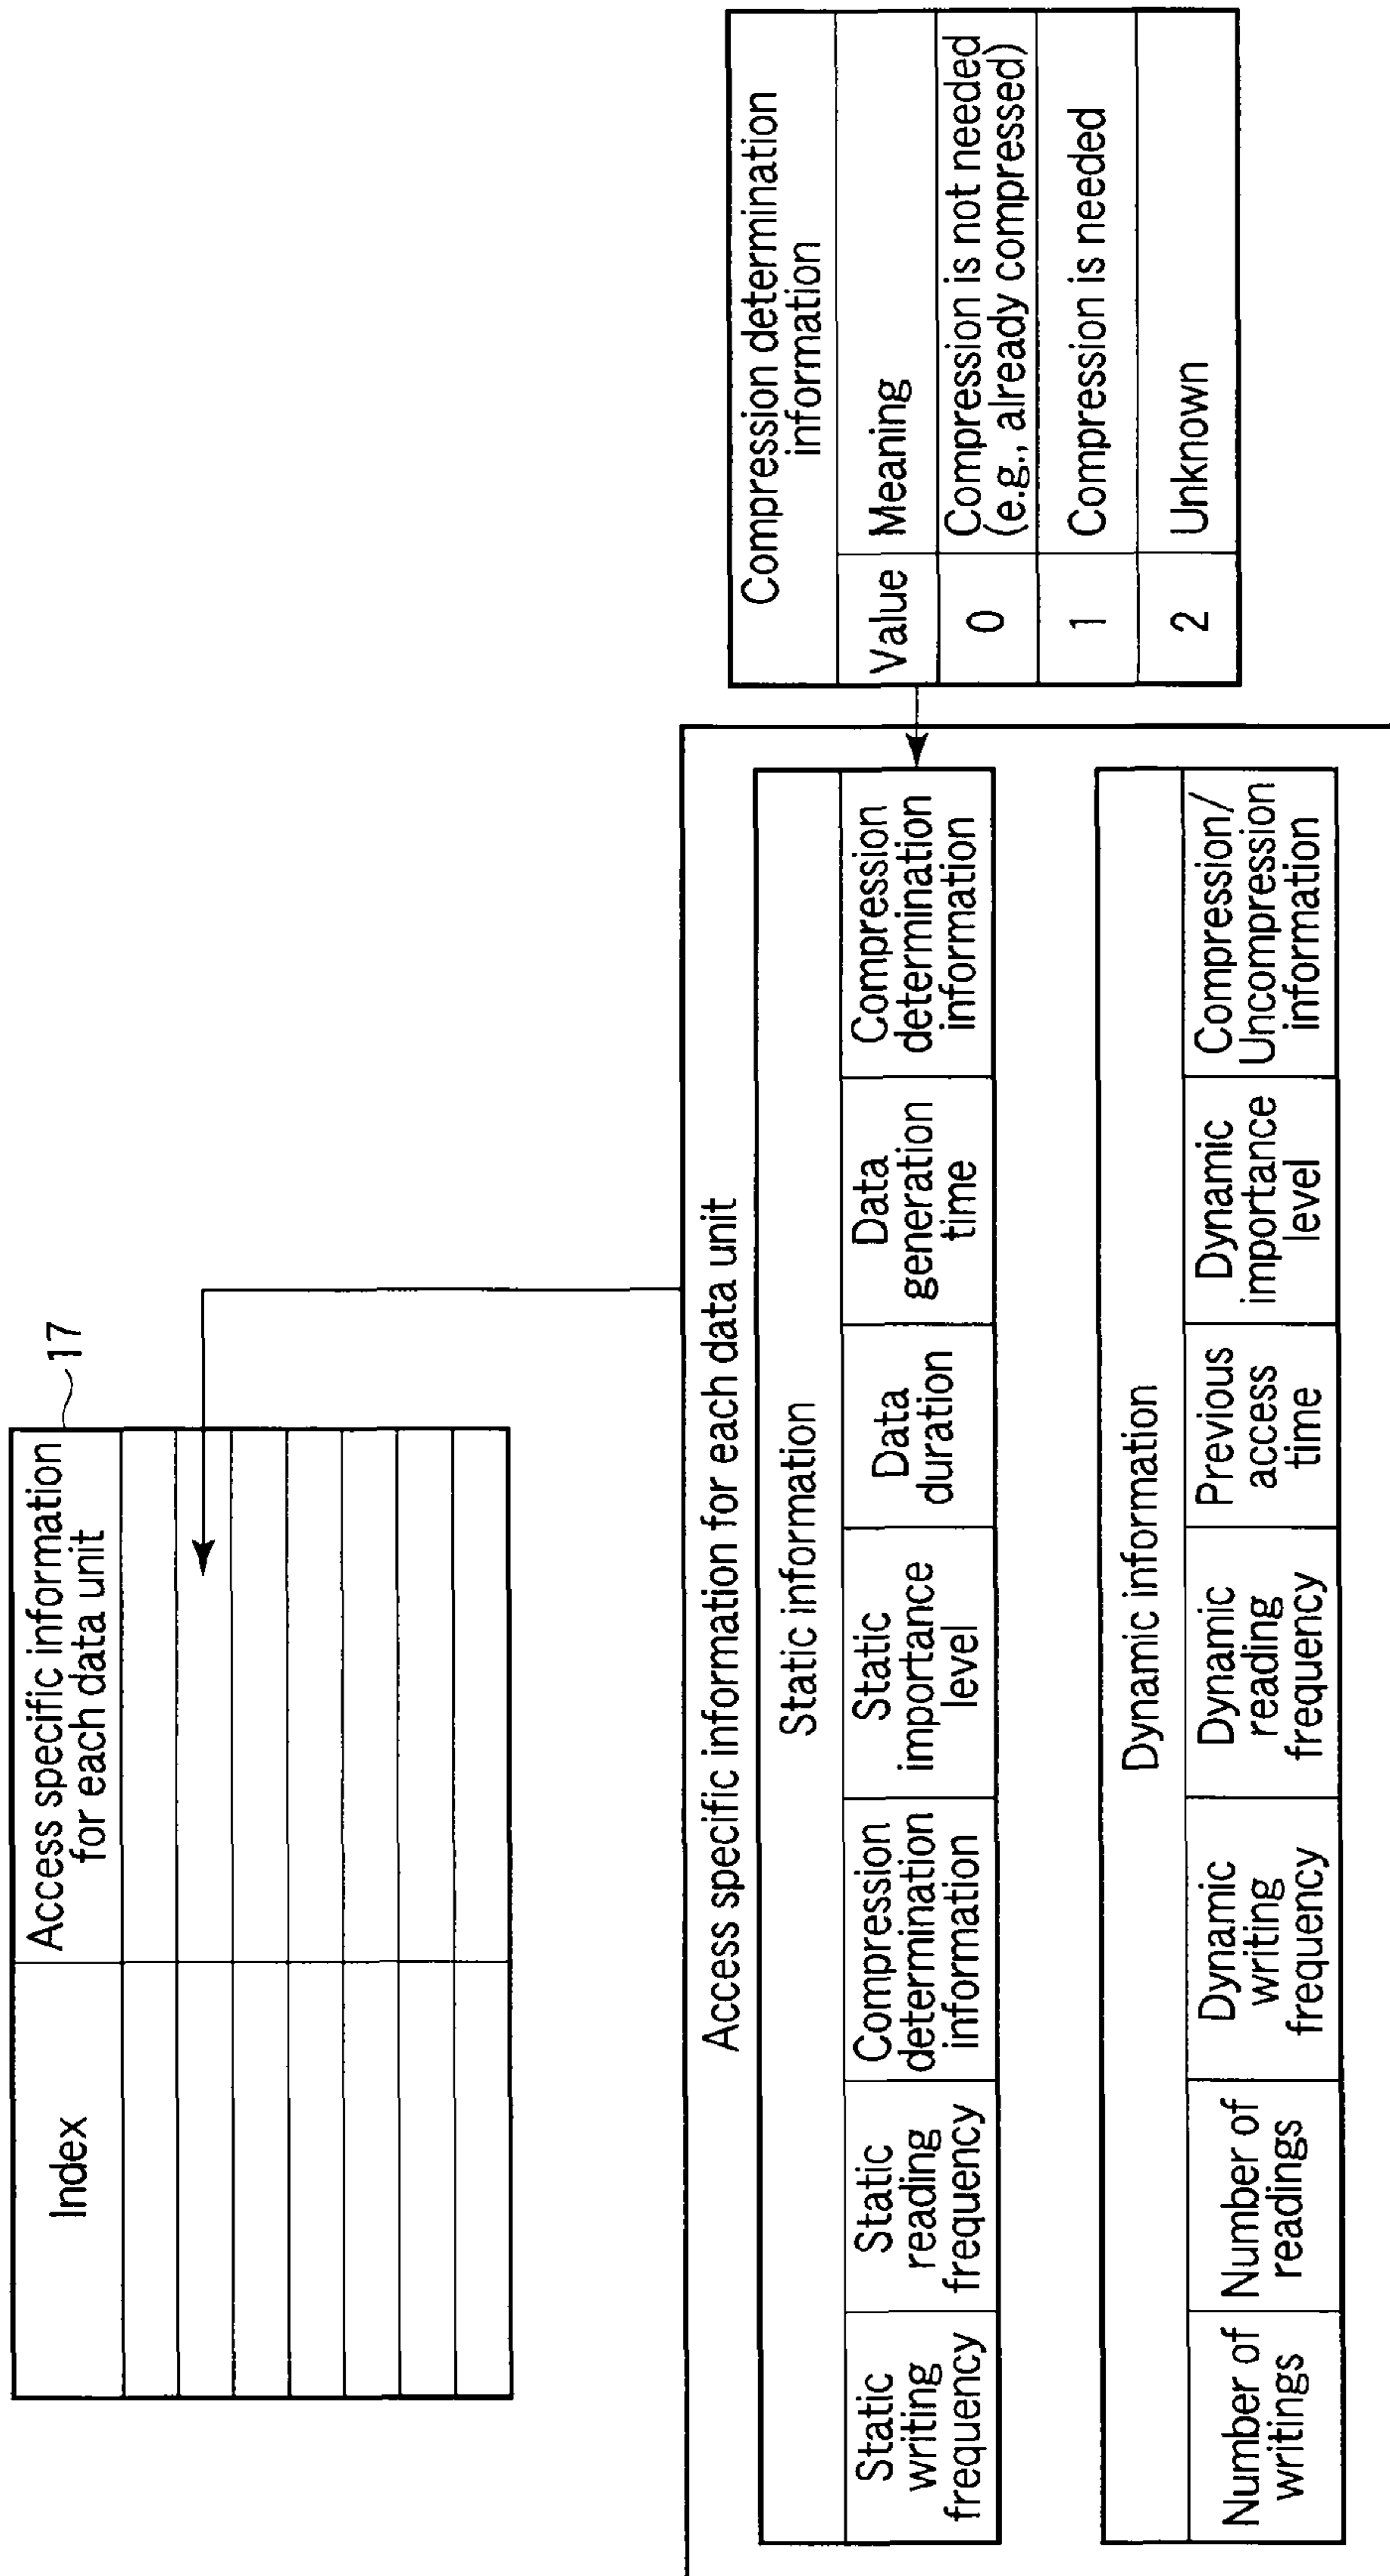 Index
Access specific information
for each data unit
17
Access specific information for each data unit
Static information
Static
writing
frequency
Static
reading
frequency
Compression
determination
information
Static
importance
level
Data
duration
Data
generation
time
Compression
determination
information
Dynamic information
Number of
writings
Number of
readings
Dynamic
writing
frequency
Dynamic
reading
frequency
Previous
access
time
Dynamic
importance
level
Compression/
Uncompression
information
Compression determination
information
Value
Meaning
0
Compression is not needed
(e.g., already compressed)
1
Compression is needed
2
Unknown